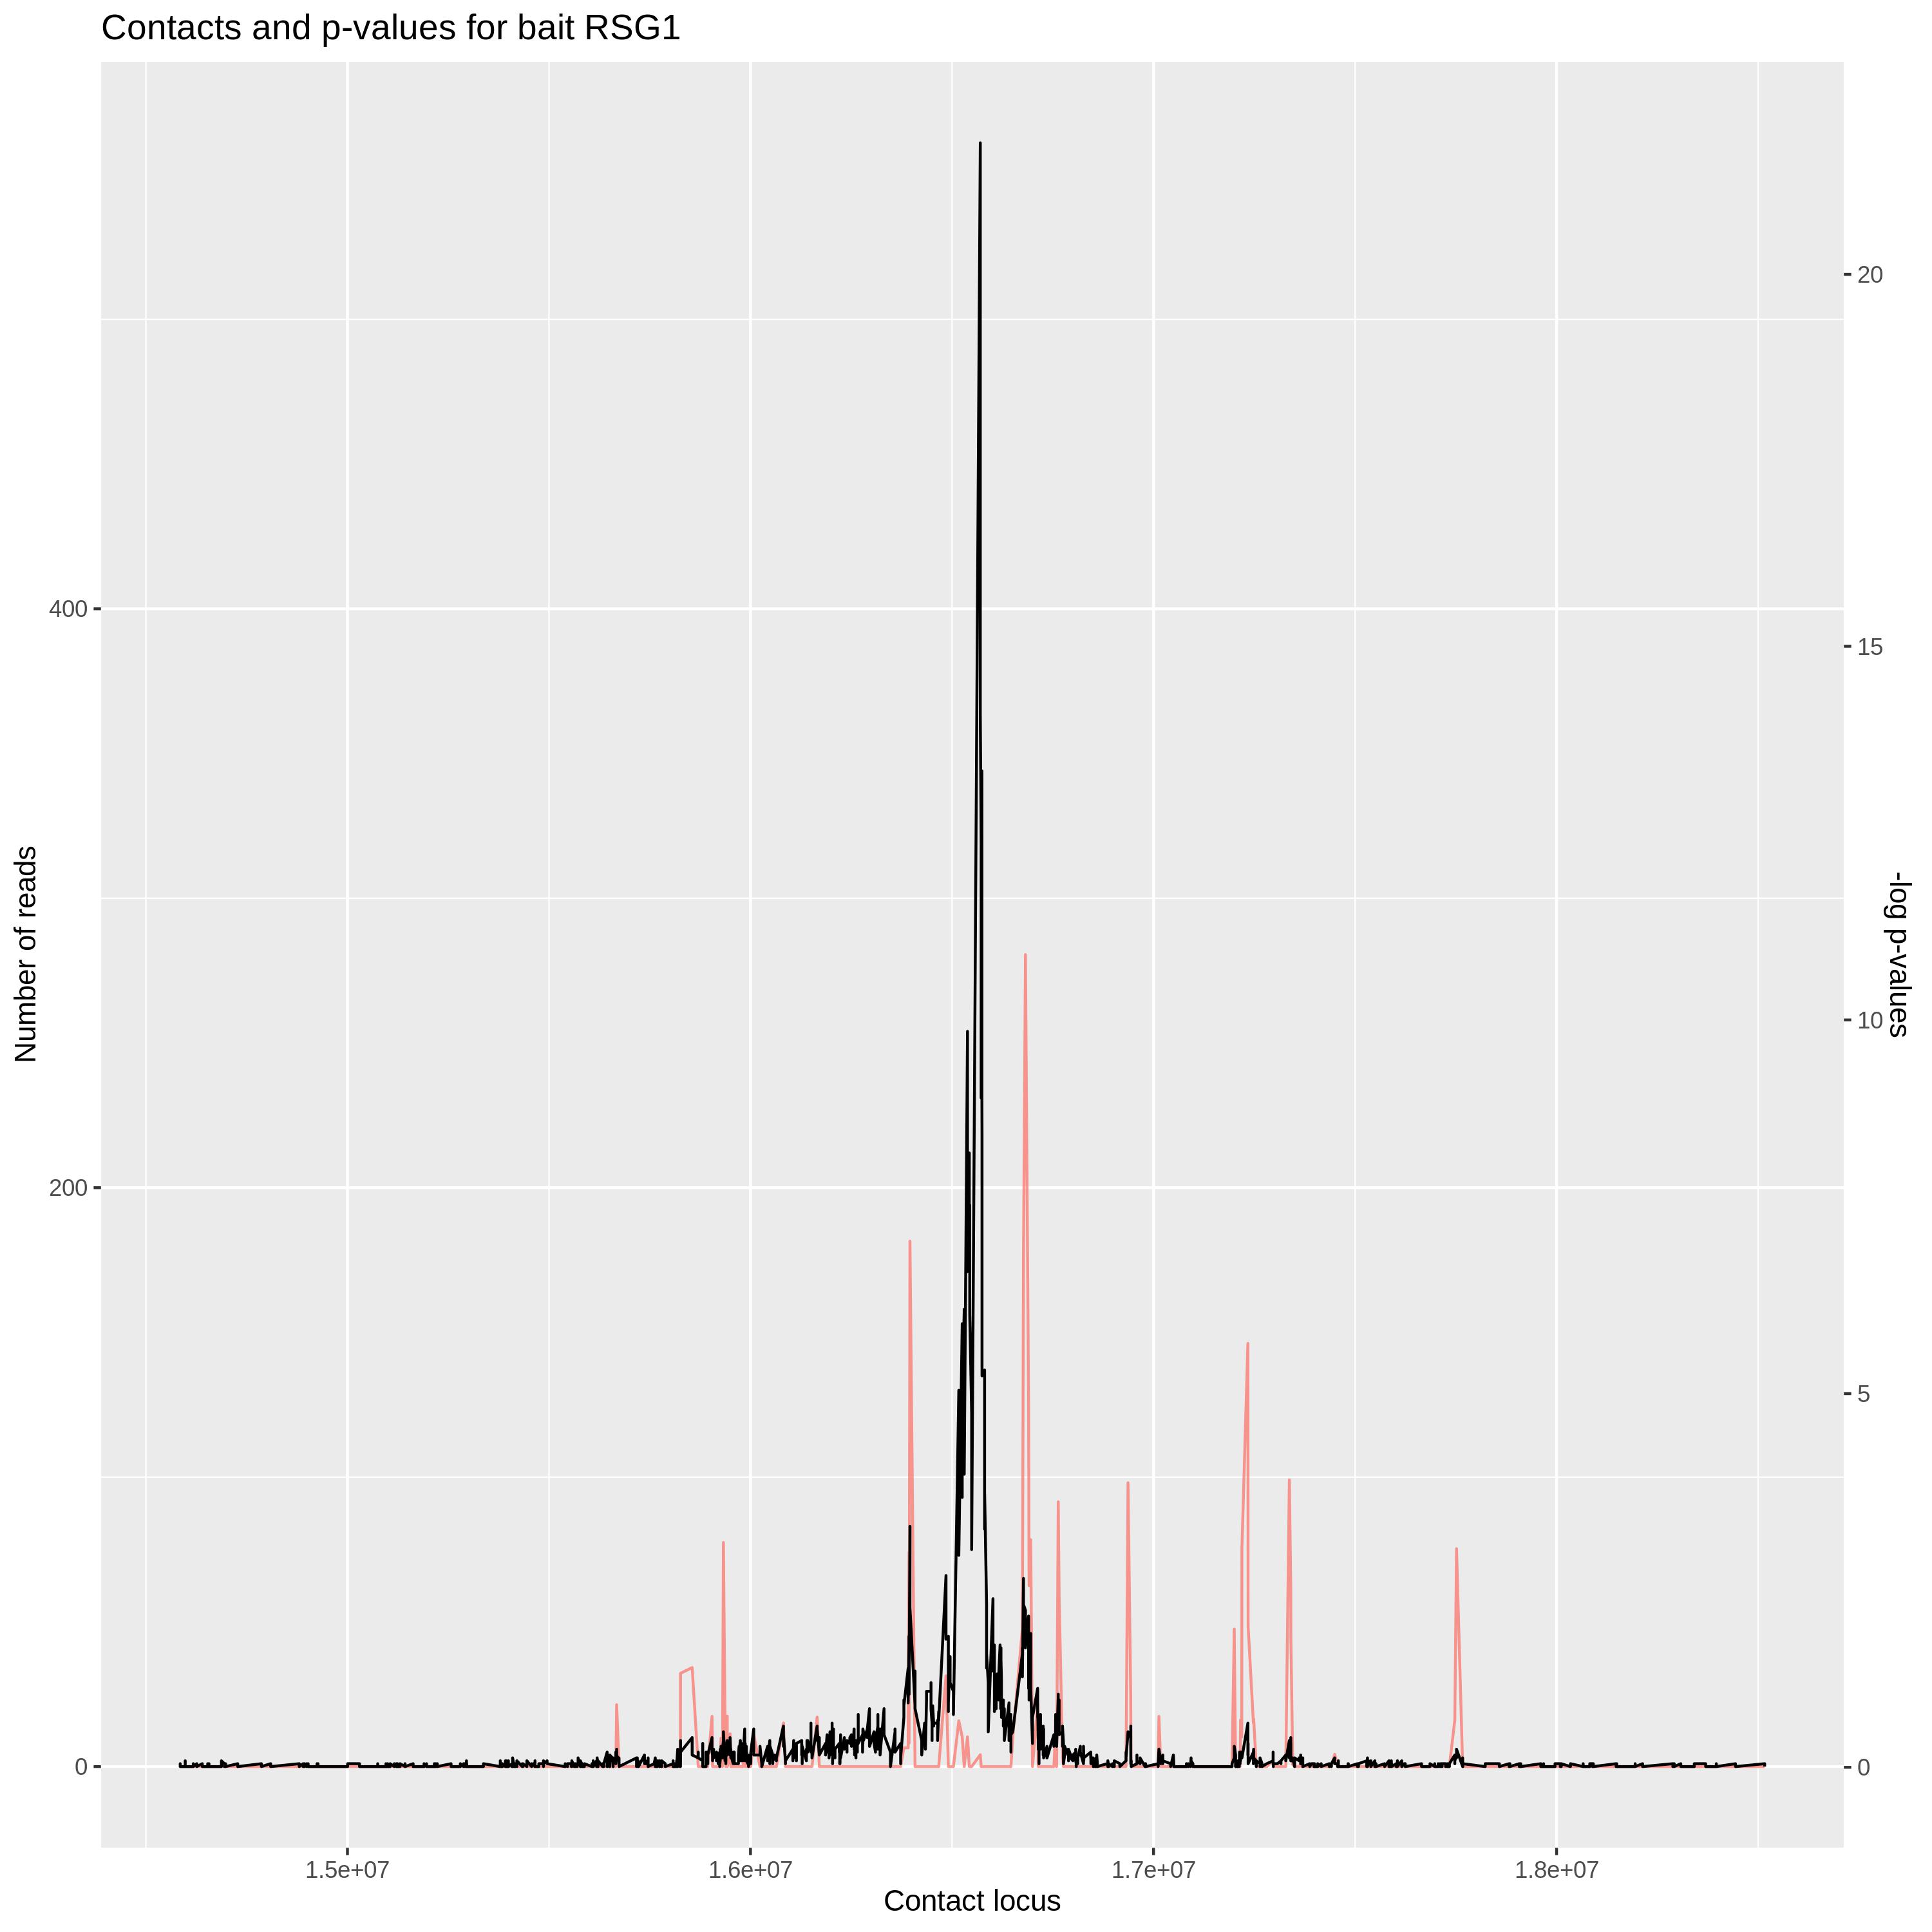 Contacts and p-values for bait RSG1
Number of reads
400
200
0
20
15
10
5
0
-log p-values
1.5e+07
1.6e+07
1.7e+07
1.8e+07
Contact locus